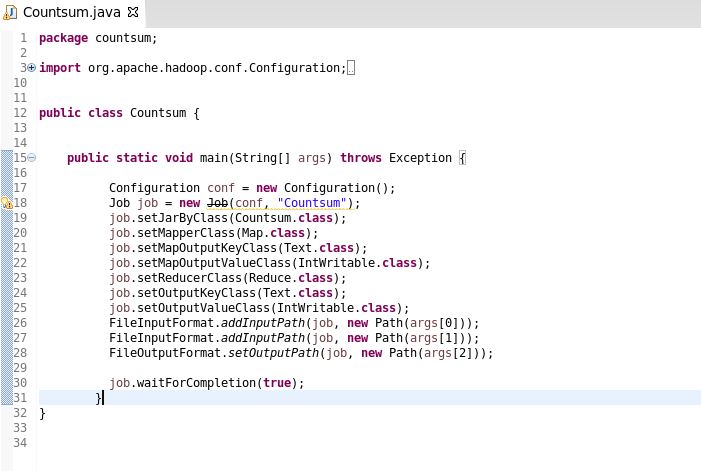 Countsum.java
1 package countsum;
2
3 import org.apache.hadoop.conf.Configuration;
10
11
12 public class Countsum {
13
14
15 public static void main(String[] args) throws Exception {
16
17 Configuration conf = new Configuration();
18 Job job = new Job(conf, "Countsum");
19 job.setJarByClass(Countsum.class);
20 job.setMapperClass(Map.class);
21 job.setMapOutputKeyClass(Text.class);
22 job.setMapOutputValueClass(IntWritable.class);
23 job.setReducerClass(Reduce.class);
24 job.setOutputKeyClass(Text.class);
25 job.setOutputValueClass(IntWritable.class);
26 FileInputFormat.addInputPath(job, new Path(args[0]));
27 FileInputFormat.addInputPath(job, new Path(args[1]));
28 FileOutputFormat.setOutputPath(job, new Path(args[2]));
29
30 job.waitForCompletion(true);
31 }
32 }
33
34